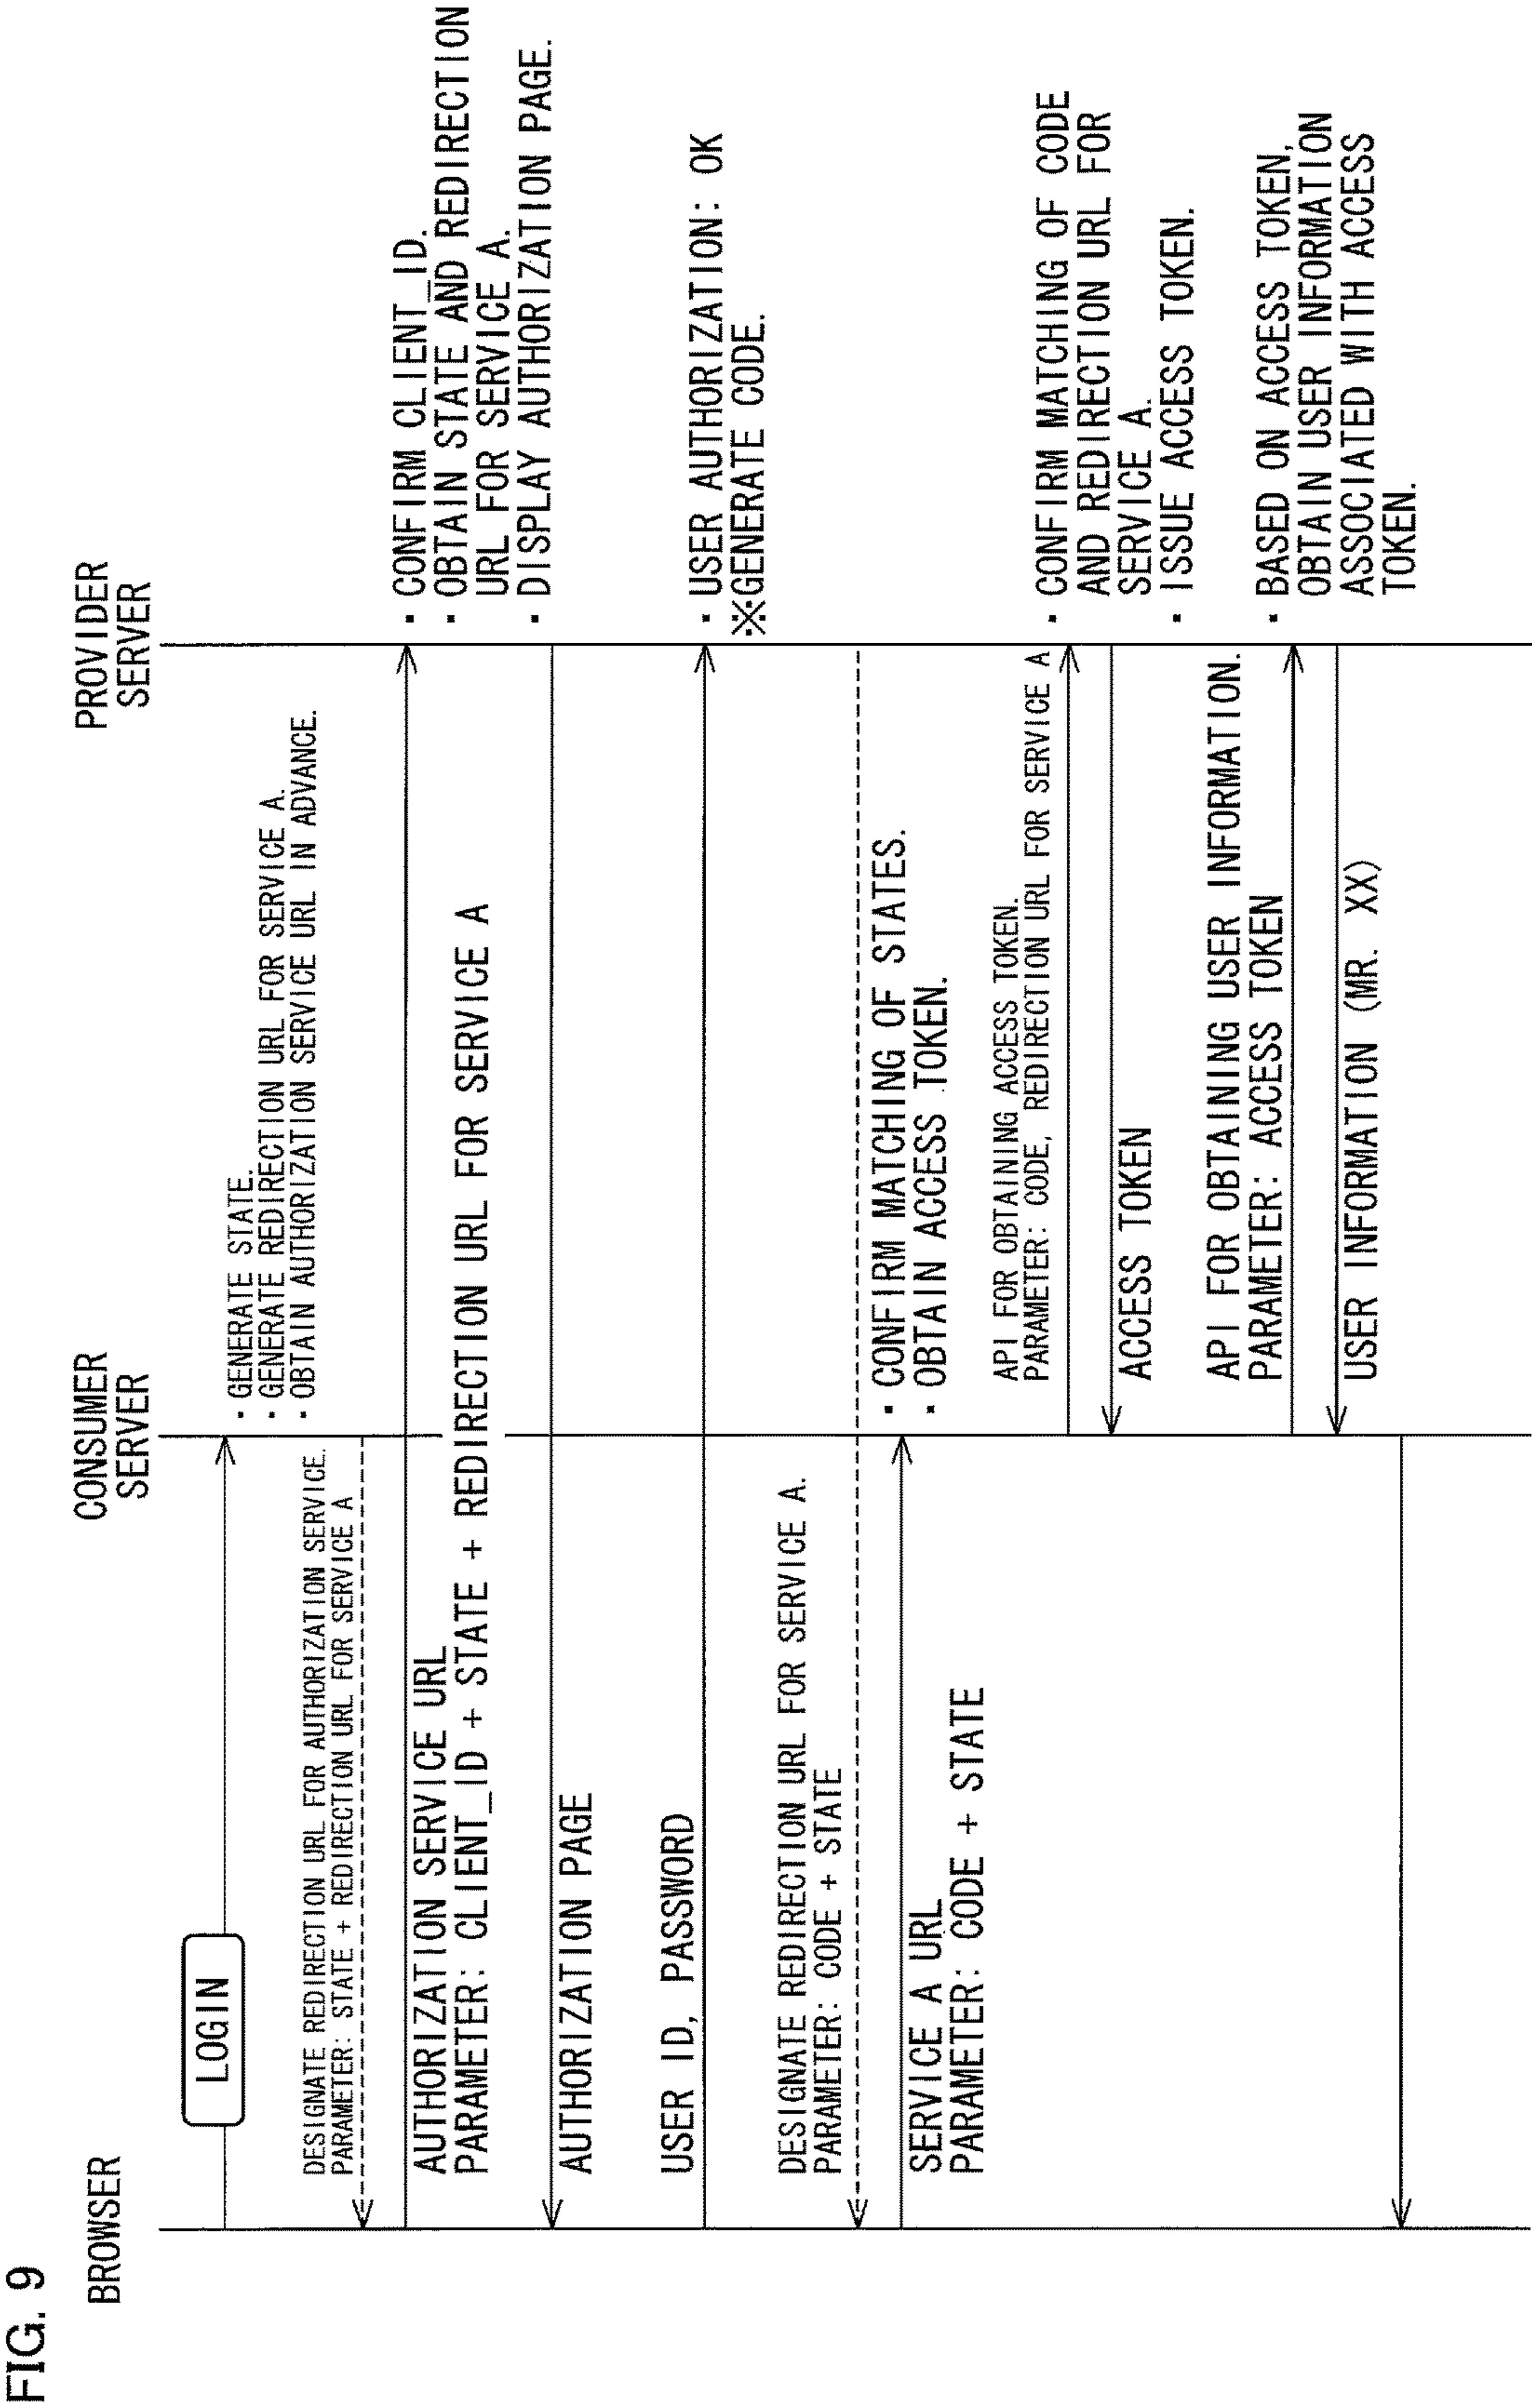 FIG. 9
BROWSER
CONSUMER
SERVER
PROVIDER
SERVER
LOGIN
・GENERATE STATE.
・GENERATE REDIRECTION URL FOR SERVICE A.
・OBTAIN AUTHORIZATION SERVICE URL IN ADVANCE.
DESIGNATE REDIRECTION URL FOR AUTHORIZATION SERVICE.
PARAMETER: STATE + REDIRECTION URL FOR SERVICE A
AUTHORIZATION SERVICE URL
PARAMETER: CLIENT_ID + STATE + REDIRECTION URL FOR SERVICE A
・CONFIRM CLIENT_ID.
・OBTAIN STATE AND REDIRECTION
URL FOR SERVICE A.
・DISPLAY AUTHORIZATION PAGE.
AUTHORIZATION PAGE
USER ID, PASSWORD
・USER AUTHORIZATION: OK
※GENERATE CODE.
DESIGNATE REDIRECTION URL FOR SERVICE A.
PARAMETER: CODE + STATE
SERVICE A URL
PARAMETER: CODE + STATE
・CONFIRM MATCHING OF STATES.
・OBTAIN ACCESS TOKEN.
API FOR OBTAINING ACCESS TOKEN.
PARAMETER: CODE, REDIRECTION URL FOR SERVICE A
・CONFIRM MATCHING OF CODE
AND REDIRECTION URL FOR
SERVICE A.
・ISSUE ACCESS TOKEN.
ACCESS TOKEN
API FOR OBTAINING USER INFORMATION.
PARAMETER: ACCESS TOKEN
・BASED ON ACCESS TOKEN,
OBTAIN USER INFORMATION
ASSOCIATED WITH ACCESS
TOKEN.
USER INFORMATION (MR. XX)